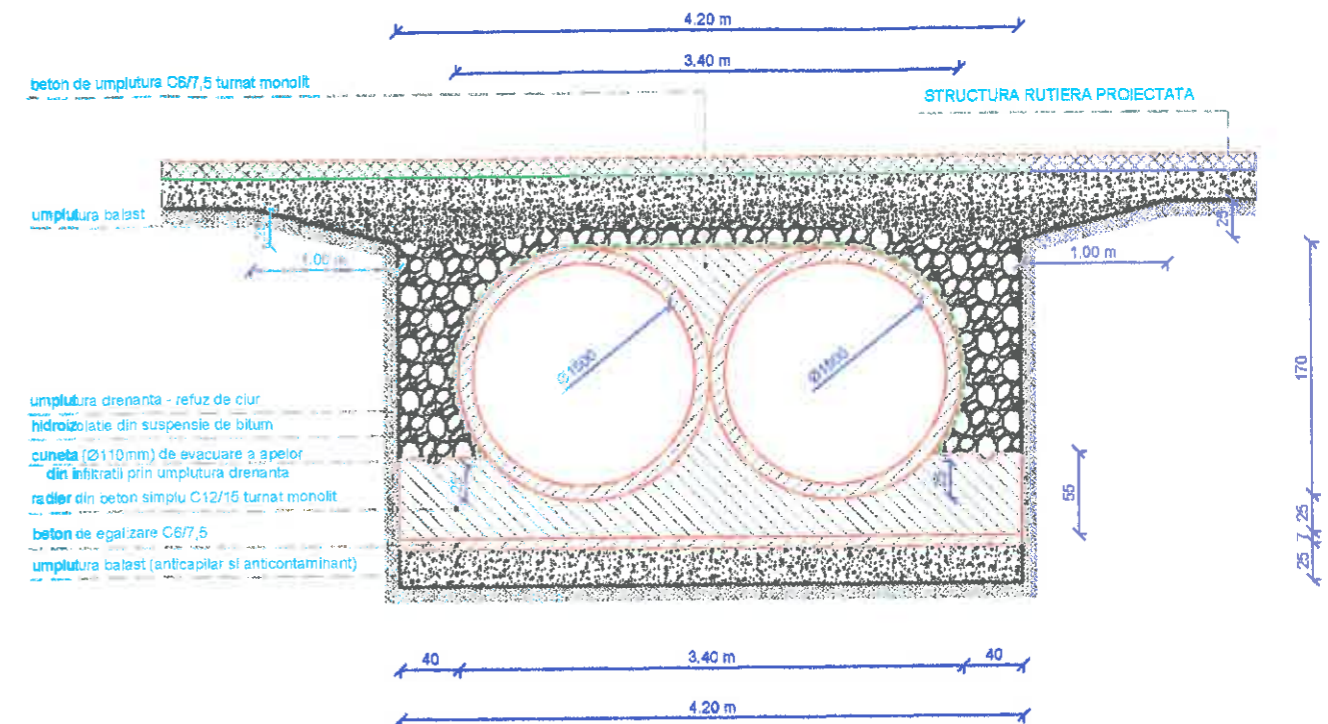 4.20 m
3.40 m
beton de umplutura C6/7,5 turnat monolit
STRUCTURA RUTIERA PROIECTATA
umplutura balast
25
1.00 m
1.00 m
170
Ø1500
Ø1500
umplutura drenanta - refuz de ciur
hidroizolatie din suspensie de bitum
cuneta (Ø110mm) de evacuare a apelor
din infiltratii prin umplutura drenanta
radier din beton simplu C12/15 turnat monolit
55
25
beton de egalizare C6/7,5
7
umplutura balast (anticapilar si anticontaminant)
25
40
3.40 m
40
4.20 m